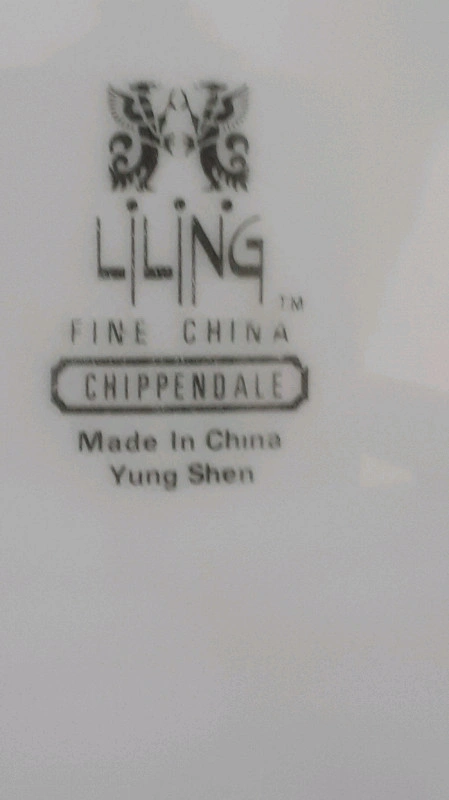 LiLiNG
TM
FINE CHINA
CHIPPENDALE
Made In China
Yung Shen